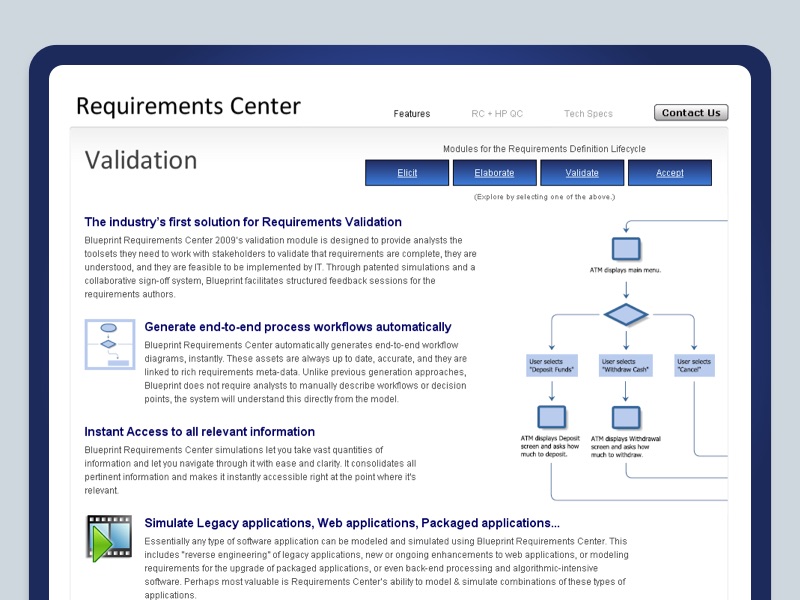 Requirements Center
Features
RC + HP QC
Tech Specs
Contact Us
Validation
Modules for the Requirements Definition Lifecycle
Elicit
Elaborate
Validate
Accept
(Explore by selecting one of the above.)
The industry's first solution for Requirements Validation
Blueprint Requirements Center 2009's validation module is designed to provide analysts the
toolsets they need to work with stakeholders to validate that requirements are complete, they are
understood, and they are feasible to be implemented by IT. Through patented simulations and a
collaborative sign-off system, Blueprint facilitates structured feedback sessions for the
requirements authors.
Generate end-to-end process workflows automatically
Blueprint Requirements Center automatically generates end-to-end workflow
diagrams, instantly. These assets are always up to date, accurate, and they are
linked to rich requirements meta-data. Unlike previous generation approaches,
Blueprint does not require analysts to manually describe workflows or decision
points, the system will understand this directly from the model.
Instant Access to all relevant information
Blueprint Requirements Center simulations let you take vast quantities of
information and let you navigate through it with ease and clarity. It consolidates all
pertinent information and makes it instantly accessible right at the point where it's
relevant.
Simulate Legacy applications, Web applications, Packaged applications...
Essentially any type of software application can be modeled and simulated using Blueprint Requirements Center. This
includes "reverse engineering" of legacy applications, new or ongoing enhancements to web applications, or modeling
requirements for the upgrade of packaged applications, or even back-end processing and algorithmic-intensive
software. Perhaps most valuable is Requirements Center's ability to model & simulate combinations of these types of
applications.
ATM displays main menu.
User selects
"Deposit Funds"
User selects
"Withdraw Cash"
User selects
"Cancel"
ATM displays Deposit
screen and asks how
much to deposit.
ATM displays Withdrawal
screen and asks how
much to withdraw.